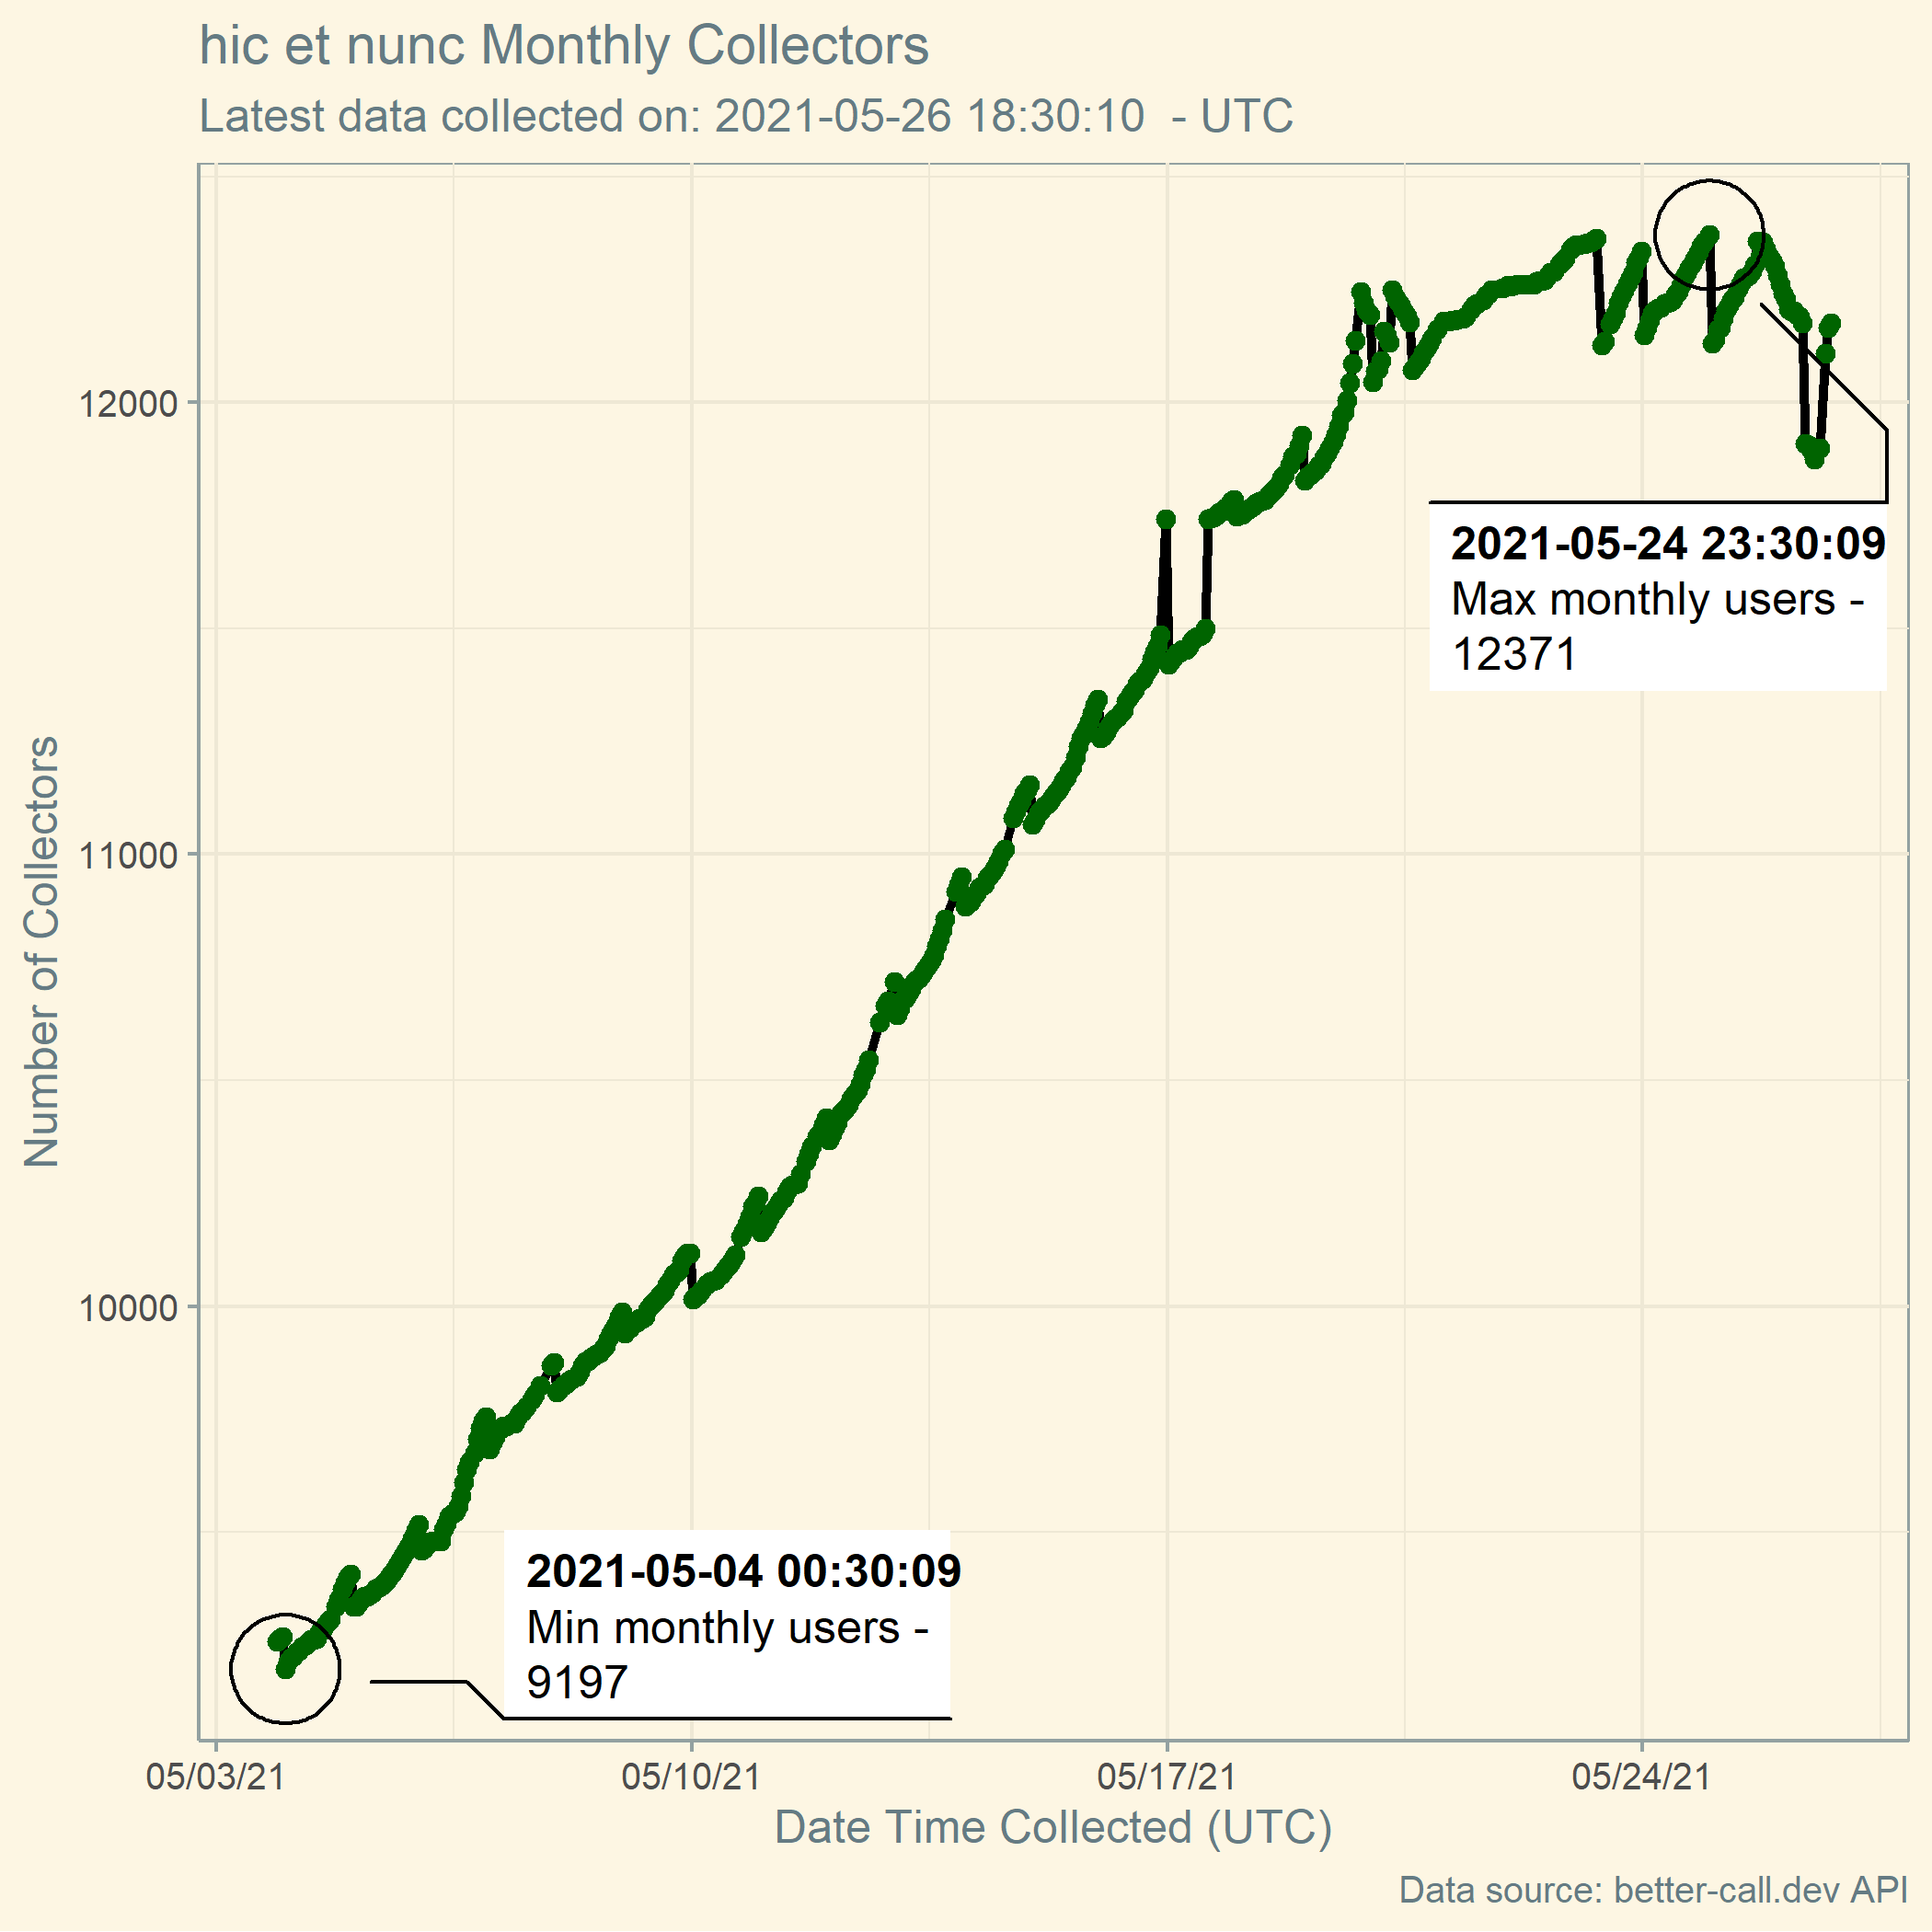 hic et nunc Monthly Collectors
Latest data collected on: 2021-05-26 18:30:10  - UTC
Number of Collectors
12000
11000
10000
2021-05-24 23:30:09
Max monthly users -
12371
2021-05-04 00:30:09
Min monthly users -
9197
05/03/21
05/10/21
05/17/21
05/24/21
Date Time Collected (UTC)
Data source: better-call.dev API